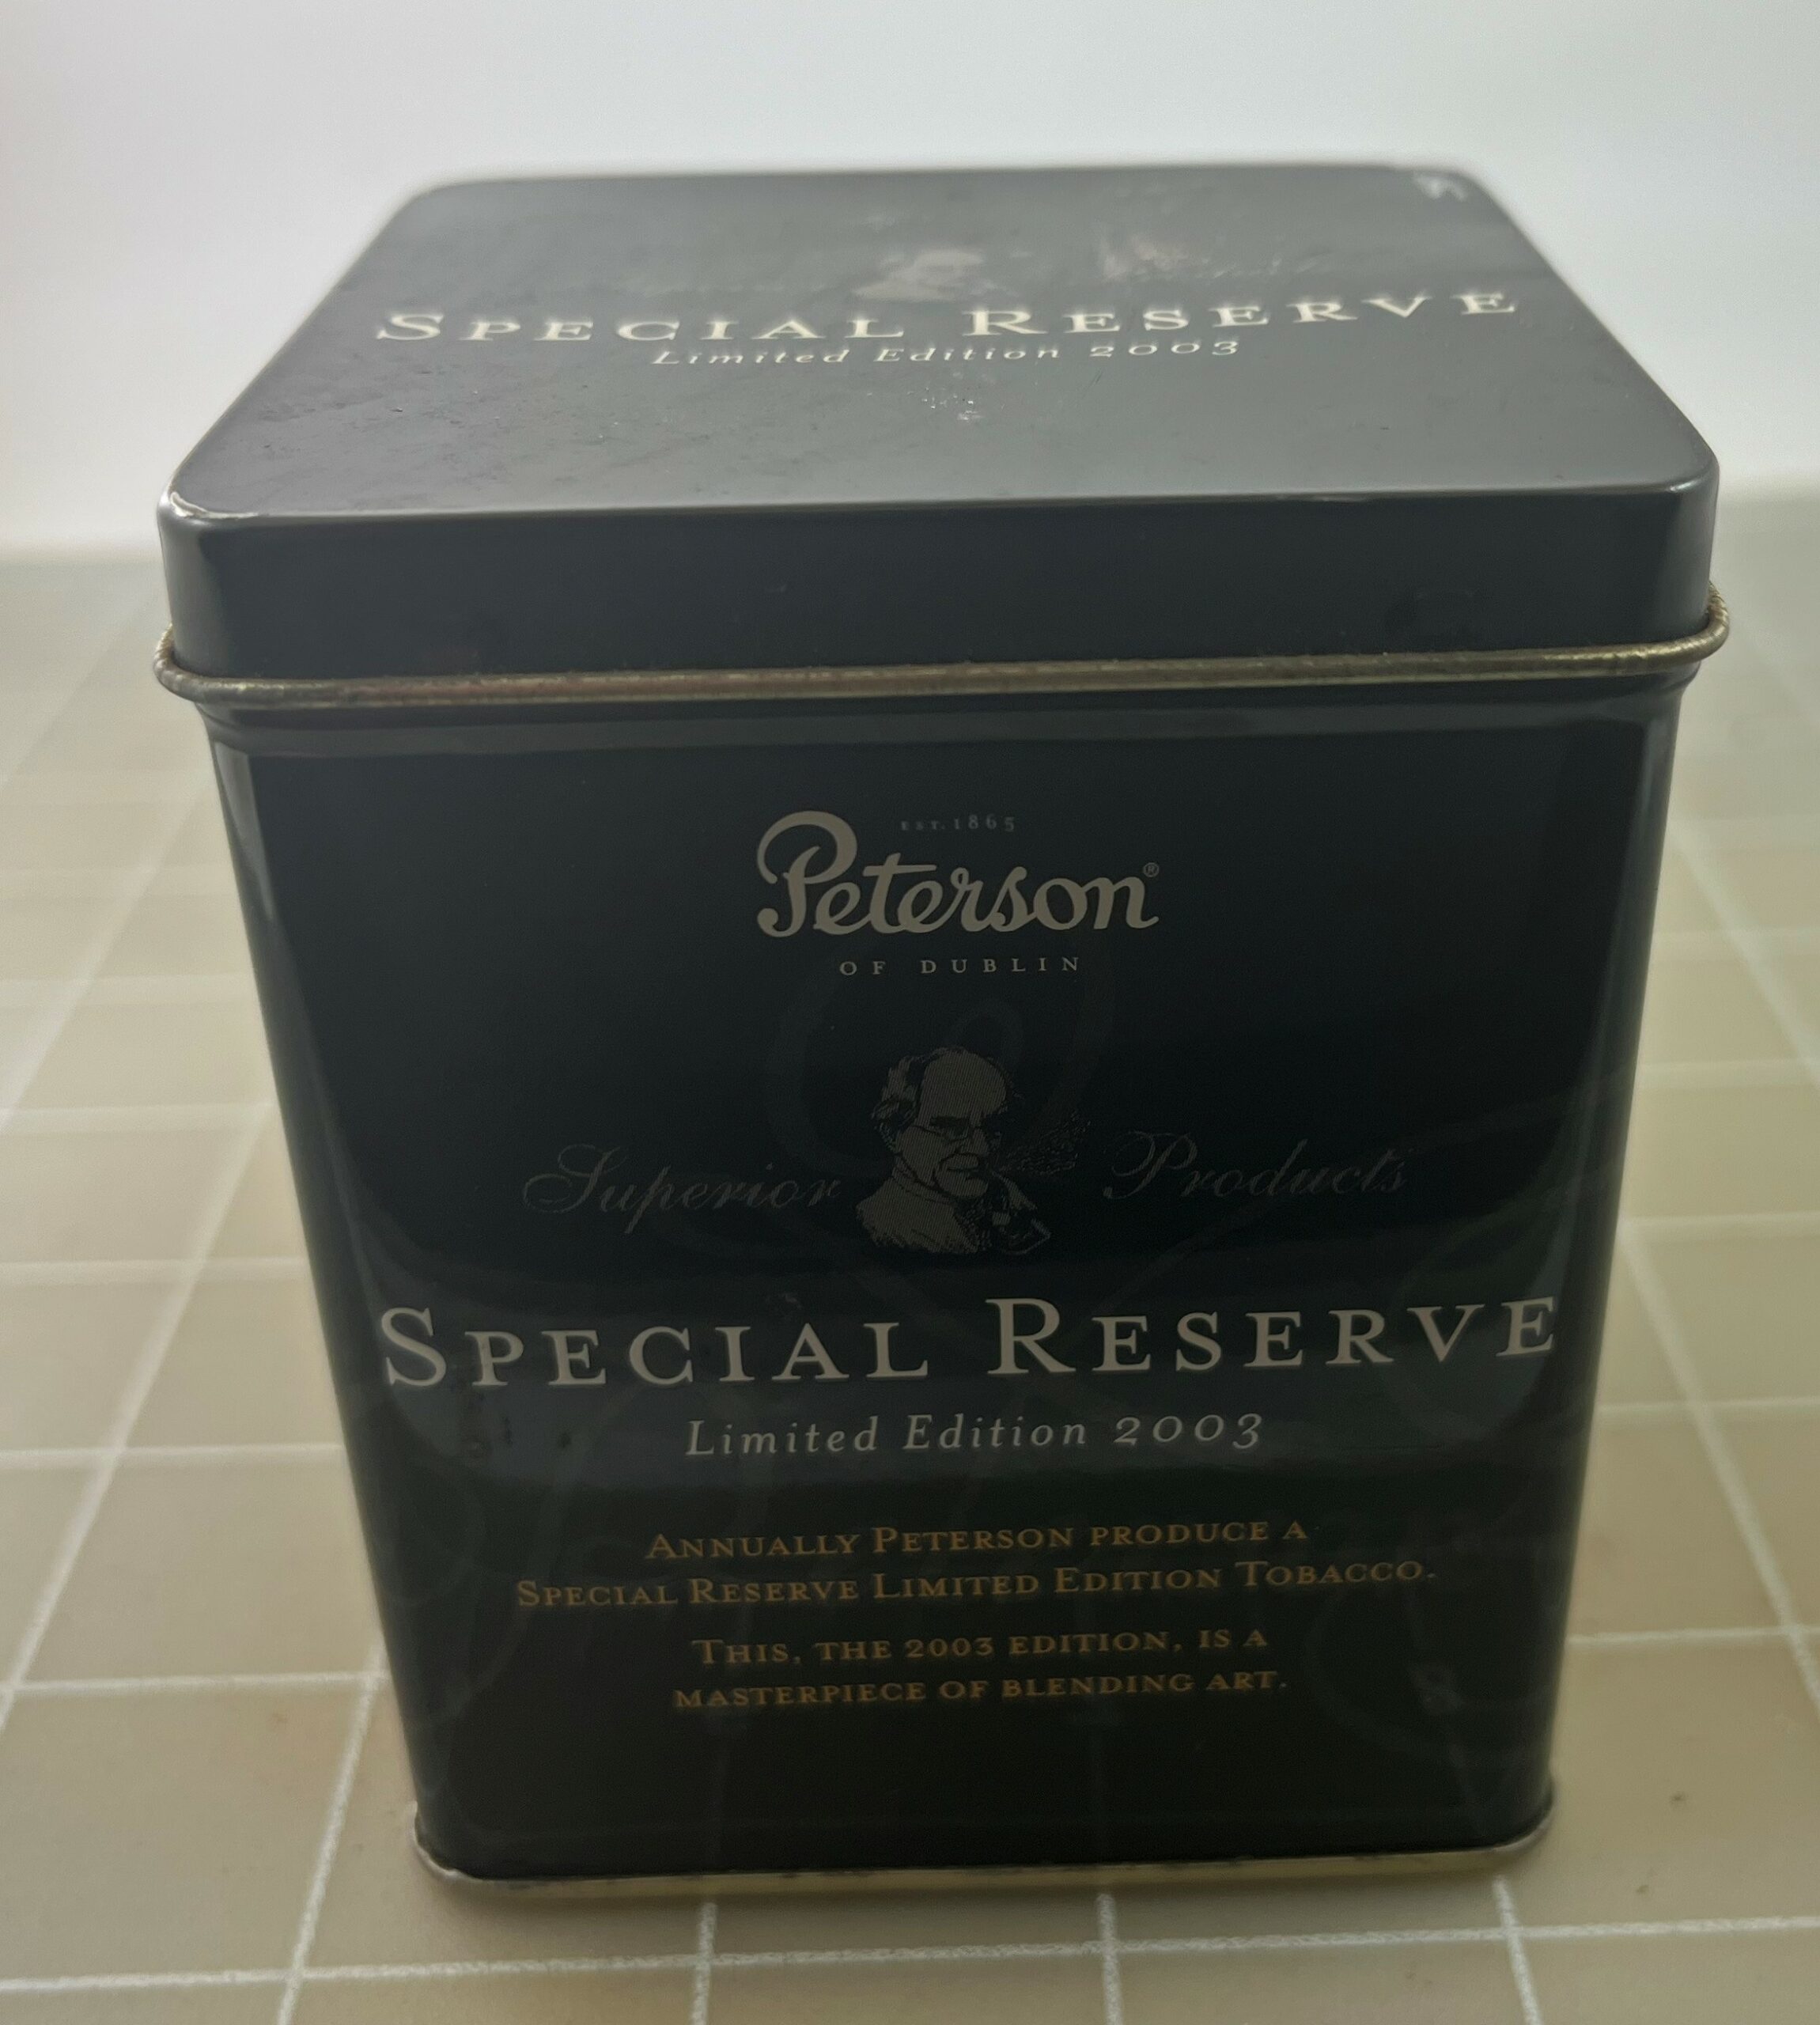 SPECIAL RESERVE
Limited Edition 2003
EST. 1865
Peterson®
OF DUBLIN
Superior Products
SPECIAL RESERVE
Limited Edition 2003
ANNUALLY PETERSON PRODUCE A
SPECIAL RESERVE LIMITED EDITION TOBACCO.
THIS, THE 2003 EDITION, IS A
MASTERPIECE OF BLENDING ART.